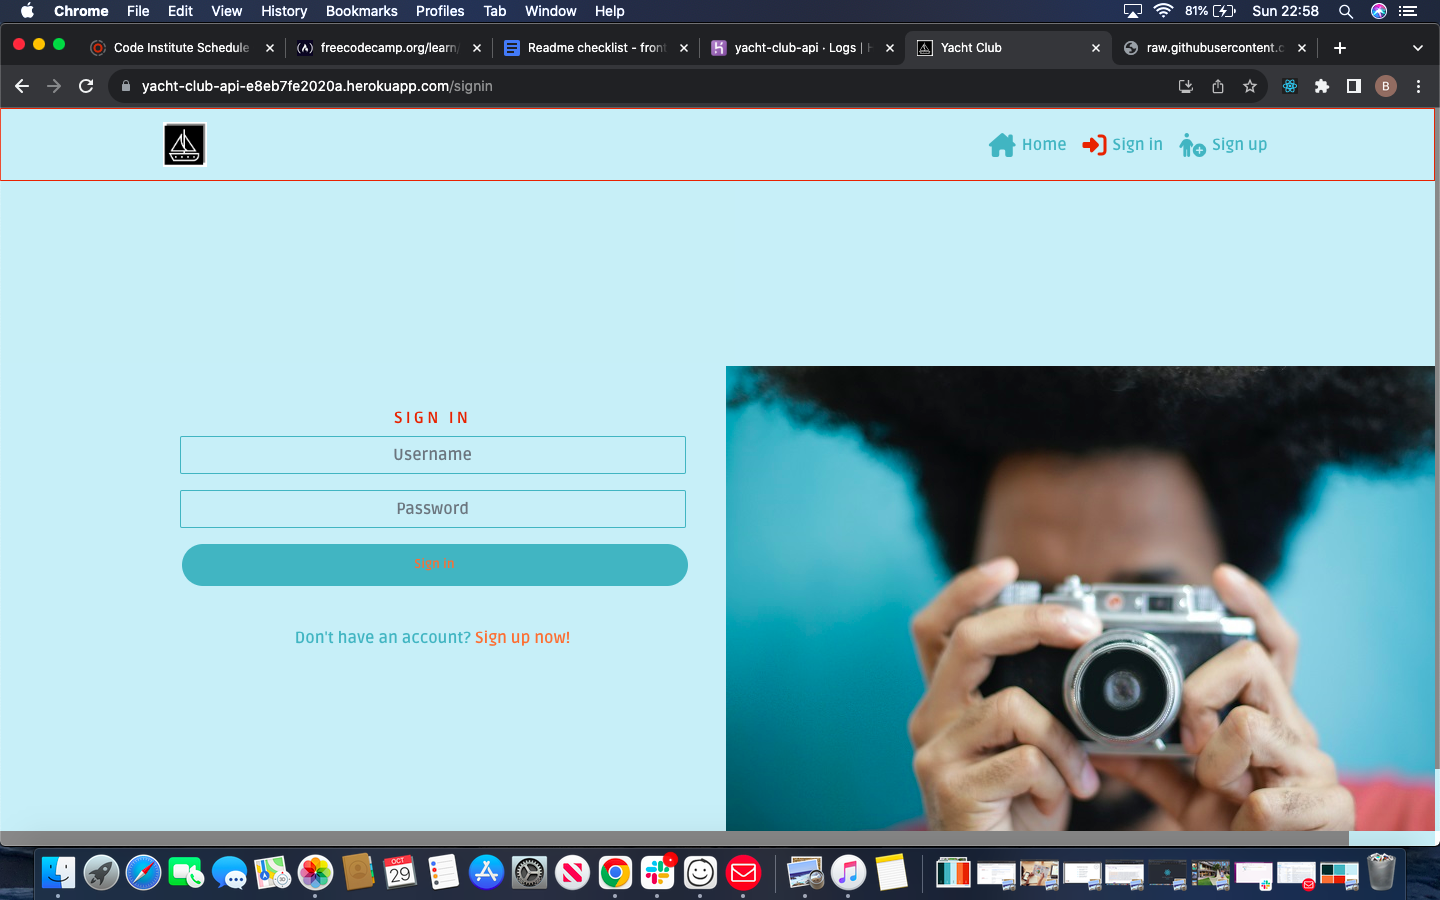 Chrome File Edit View History Bookmarks Profiles Tab Window Help 81% Sun 22:58
Code Institute Schedule freecodecamp.org/learn/ Readme checklist - front yacht-club-api · Logs | H Yacht Club raw.githubusercontent.c
yacht-club-api-e8eb7fe2020a.herokuapp.com/signin B
Home Sign in Sign up
SIGN IN
Username
Password
sign in
Don't have an account? Sign up now!
OCT
29